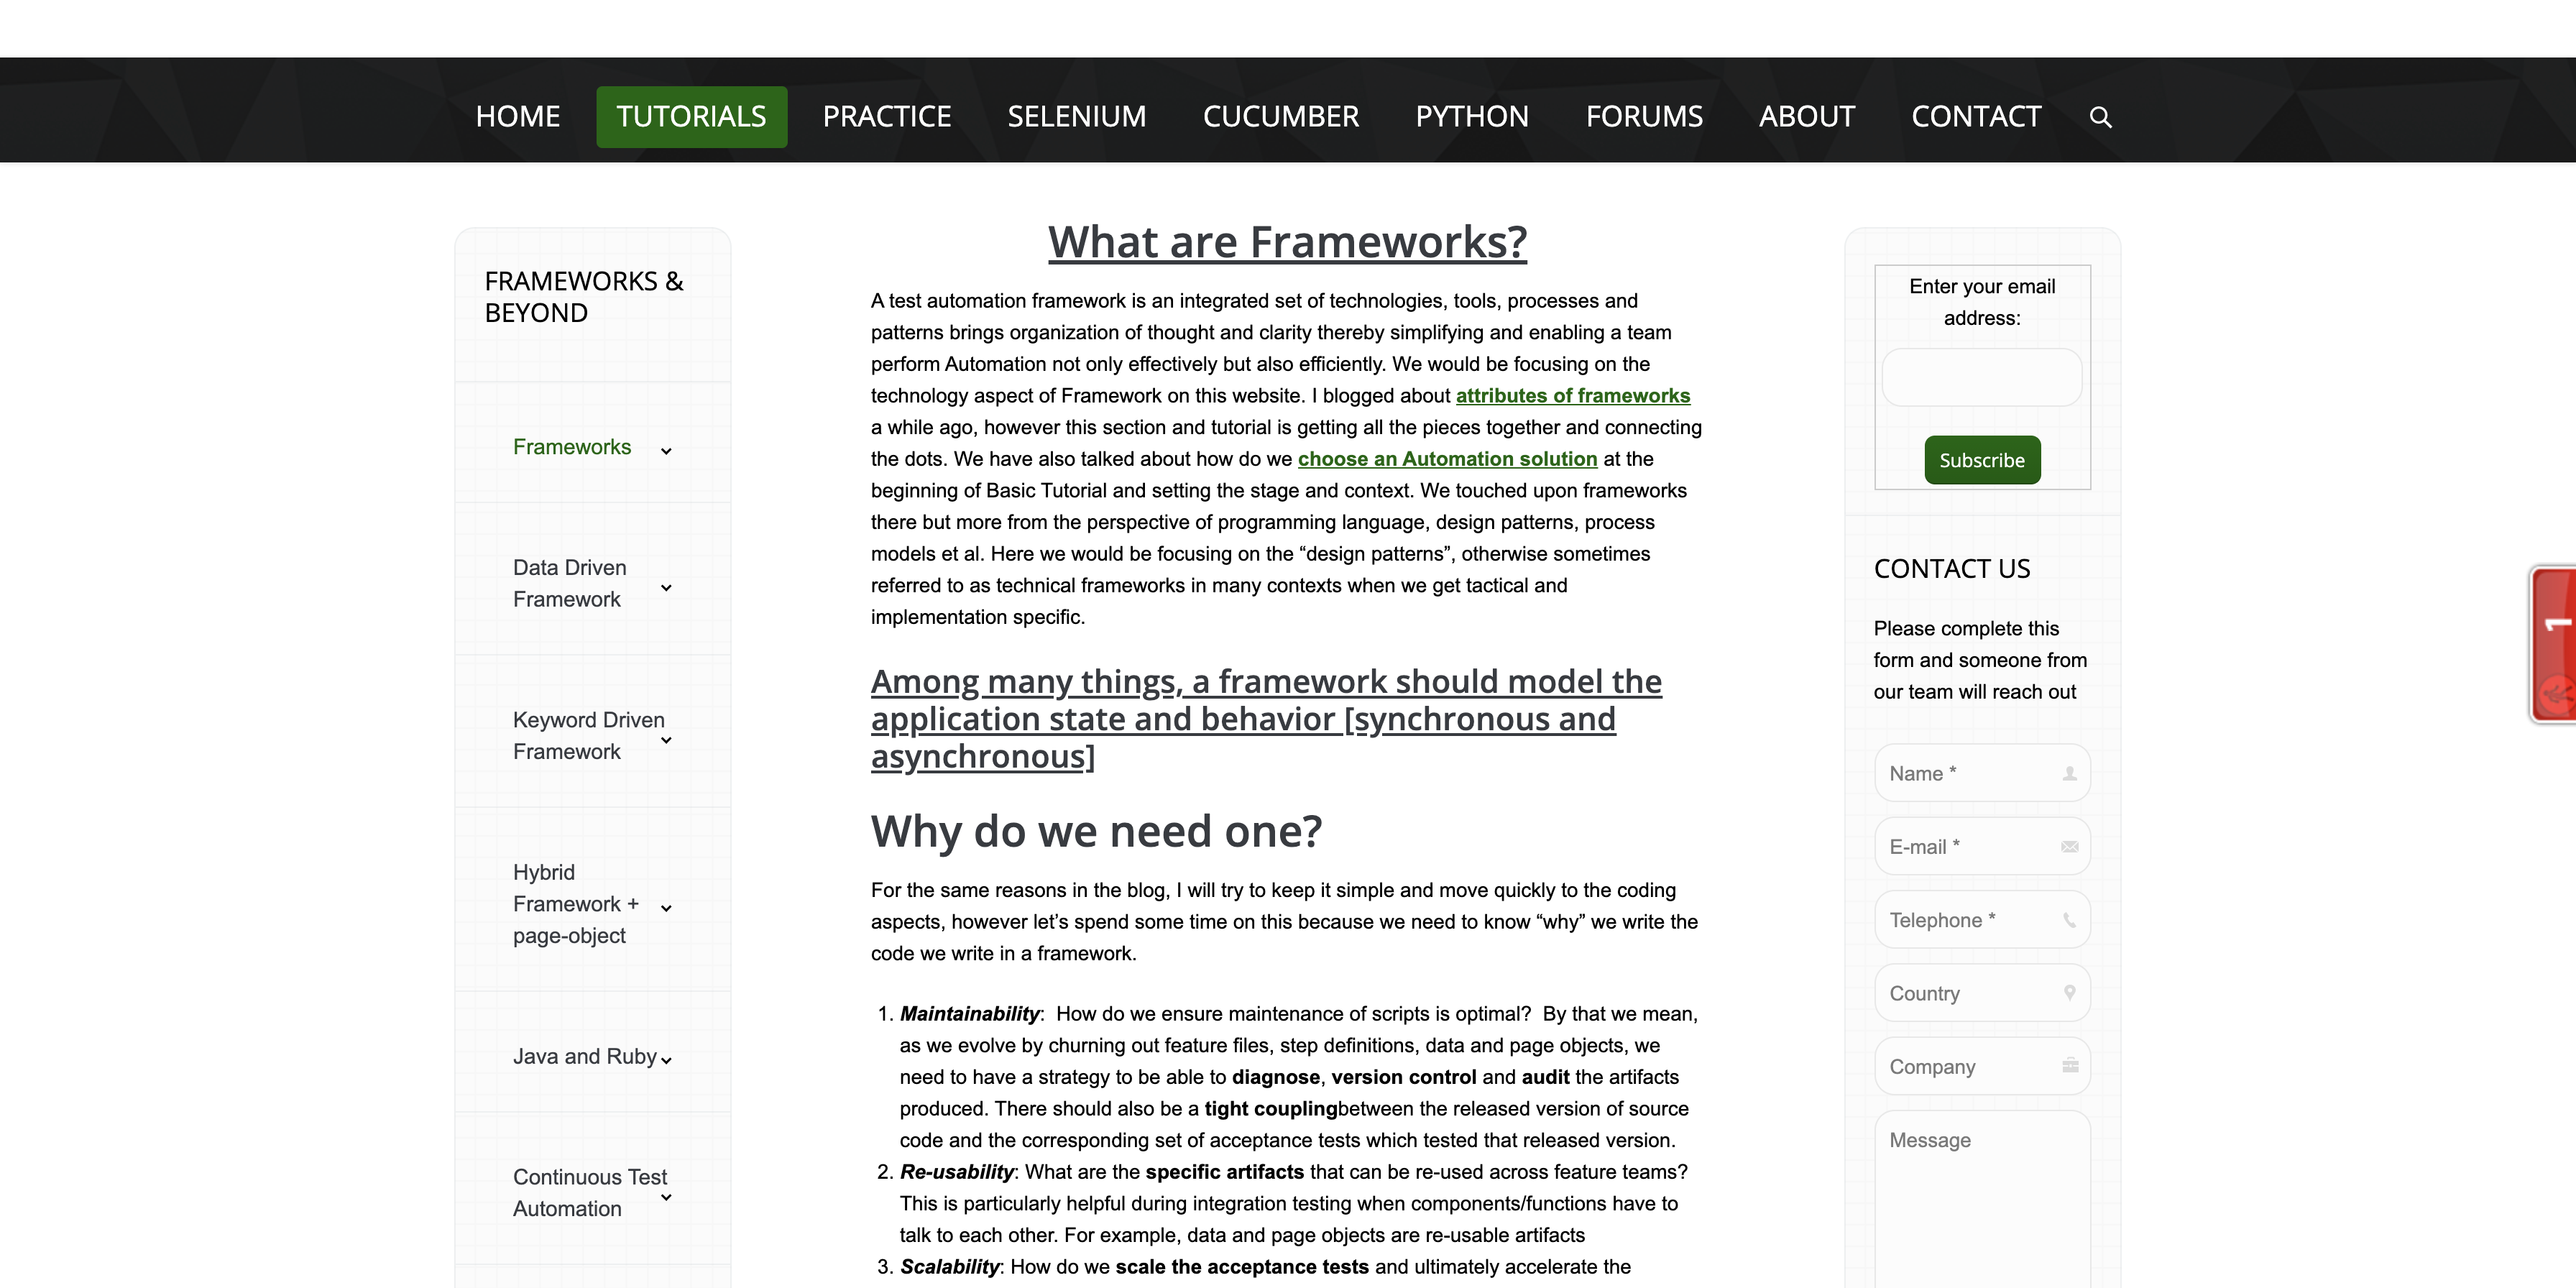 HOME TUTORIALS PRACTICE SELENIUM CUCUMBER PYTHON FORUMS ABOUT CONTACT
FRAMEWORKS &
BEYOND
Frameworks
Data Driven
Framework
Keyword Driven
Framework
Hybrid
Framework +
page-object
Java and Ruby
Continuous Test
Automation
What are Frameworks?
A test automation framework is an integrated set of technologies, tools, processes and
patterns brings organization of thought and clarity thereby simplifying and enabling a team
perform Automation not only effectively but also efficiently. We would be focusing on the
technology aspect of Framework on this website. I blogged about attributes of frameworks
a while ago, however this section and tutorial is getting all the pieces together and connecting
the dots. We have also talked about how do we choose an Automation solution at the
beginning of Basic Tutorial and setting the stage and context. We touched upon frameworks
there but more from the perspective of programming language, design patterns, process
models et al. Here we would be focusing on the “design patterns”, otherwise sometimes
referred to as technical frameworks in many contexts when we get tactical and
implementation specific.
Among many things, a framework should model the
application state and behavior [synchronous and
asynchronous]
Why do we need one?
For the same reasons in the blog, I will try to keep it simple and move quickly to the coding
aspects, however let’s spend some time on this because we need to know “why” we write the
code we write in a framework.
1. Maintainability:  How do we ensure maintenance of scripts is optimal?  By that we mean,
as we evolve by churning out feature files, step definitions, data and page objects, we
need to have a strategy to be able to diagnose, version control and audit the artifacts
produced. There should also be a tight couplingbetween the released version of source
code and the corresponding set of acceptance tests which tested that released version.
2. Re-usability: What are the specific artifacts that can be re-used across feature teams?
This is particularly helpful during integration testing when components/functions have to
talk to each other. For example, data and page objects are re-usable artifacts
3. Scalability: How do we scale the acceptance tests and ultimately accelerate the
Enter your email
address:
Subscribe
CONTACT US
Please complete this
form and someone from
our team will reach out
Name *
E-mail *
Telephone *
Country
Company
Message
1